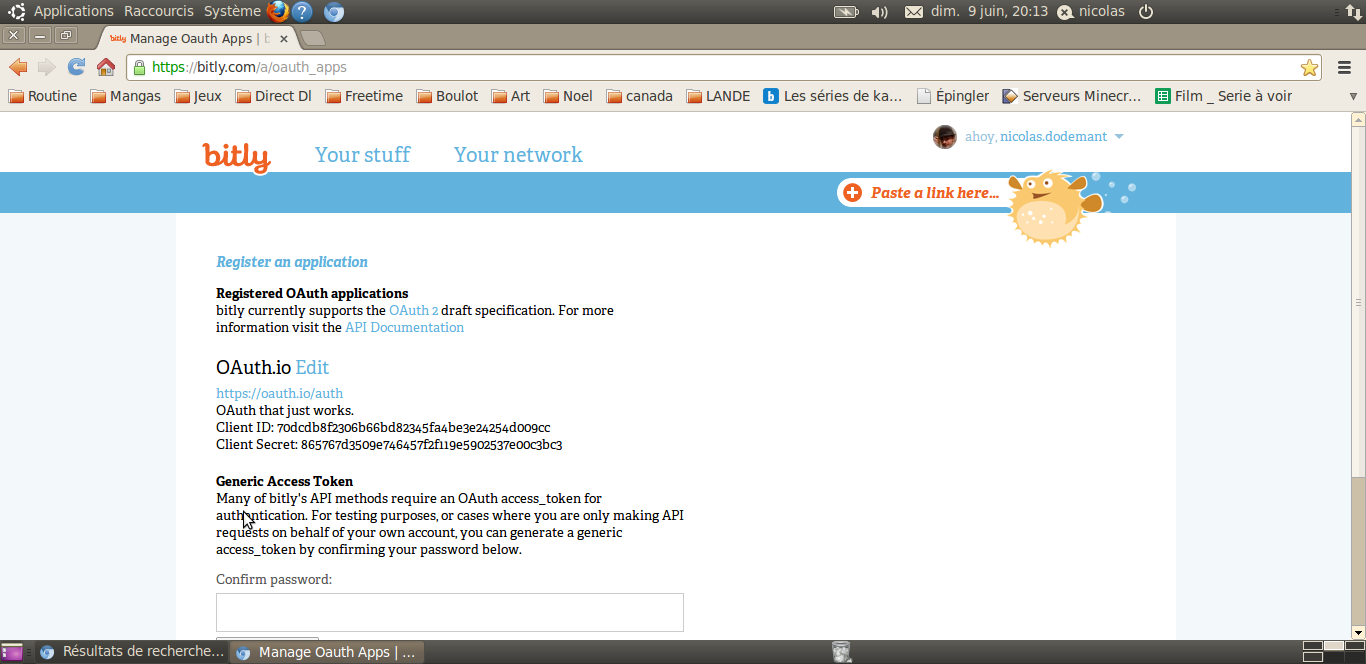 Applications Raccourcis Système dim. 9 juin, 20:13 nicolas
bitly Manage Oauth Apps | b
https://bitly.com/a/oauth_apps
Routine Mangas Jeux Direct Dl Freetime Boulot Art Noel canada LANDE Les séries de ka... Épingler Serveurs Minecr... Film _ Serie à voir
ahoy, nicolas.dodemant
bitly Your stuff Your network
Paste a link here...
Register an application
Registered OAuth applications
bitly currently supports the OAuth 2 draft specification. For more
information visit the API Documentation
OAuth.io Edit
https://oauth.io/auth
OAuth that just works.
Client ID: 70dcdb8f2306b66bd82345fa4be3e24254d009cc
Client Secret: 865767d3509e746457f2f119e5902537e00c3bc3
Generic Access Token
Many of bitly's API methods require an OAuth access_token for
authentication. For testing purposes, or cases where you are only making API
requests on behalf of your own account, you can generate a generic
access_token by confirming your password below.
Confirm password:
Résultats de recherche... Manage Oauth Apps | ...